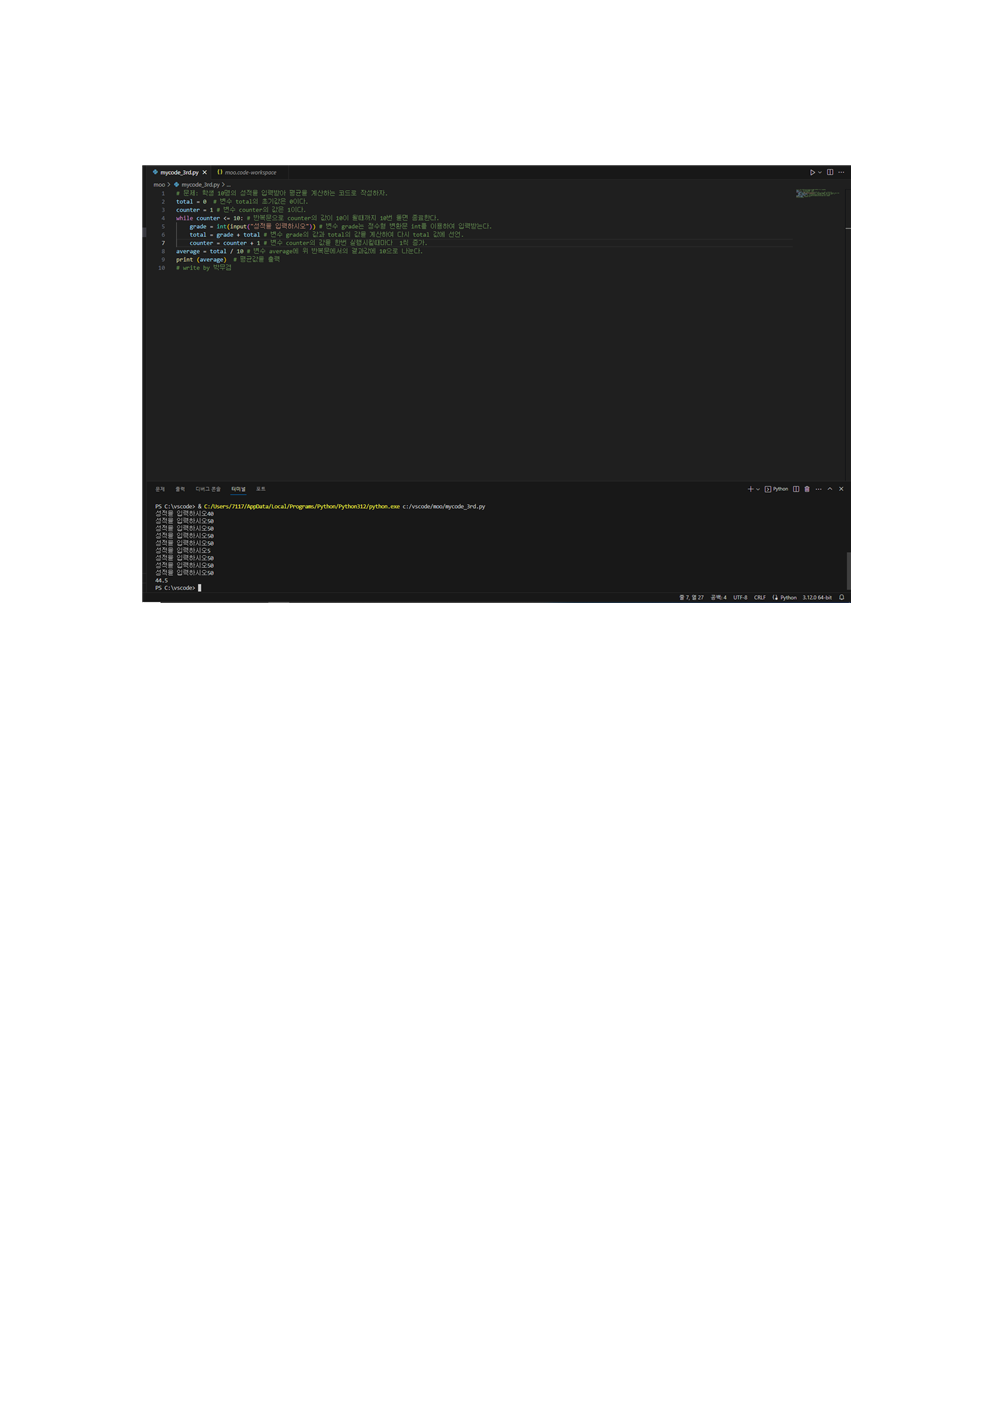 mycode_3rd.py
moo.code-workspace
moo > mycode_3rd.py > ...
1 # 문제: 학생 10명의 성적을 입력받아 평균을 계산하는 코드로 작성하자.
2 total = 0 # 변수 total의 초기값은 0이다.
3 counter = 1 # 변수 counter의 값은 1이다.
4 while counter <= 10: # 반복문으로 counter의 값이 10이 될때까지 10번 돌면 종료한다.
5 grade = int(input("성적을 입력하시오")) # 변수 grade는 정수형 변환된 int를 이용하여 입력받는다.
6 total = grade + total # 변수 grade의 값과 total의 값을 계산하여 다시 total 값에 선언.
7 counter = counter + 1 # 변수 counter의 값을 한번 실행시킬때마다 1씩 증가.
8 average = total / 10 # 변수 average에 위 반복문에서의 결과값에 10으로 나눈다.
9 print (average) # 평균값을 출력
10 # write by 박무겸
문제 출력 디버그 콘솔 터미널 포트
Python
PS C:\vscode> & C:/Users/7117/AppData/Local/Programs/Python/Python312/python.exe c:/vscode/moo/mycode_3rd.py
성적을 입력하시오40
성적을 입력하시오50
성적을 입력하시오50
성적을 입력하시오50
성적을 입력하시오50
성적을 입력하시오5
성적을 입력하시오50
성적을 입력하시오50
성적을 입력하시오50
44.5
PS C:\vscode>
줄 7, 열 27 공백: 4 UTF-8 CRLF Python 3.12.0 64-bit